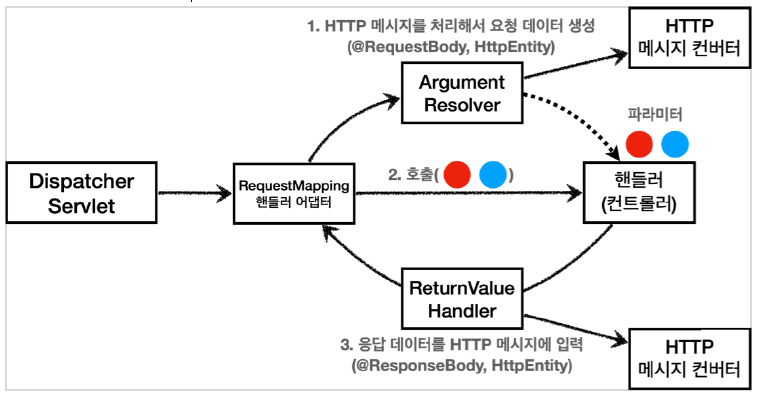 1. HTTP 메시지를 처리해서 요청 데이터 생성
(@RequestBody, HttpEntity)
HTTP
메시지 컨버터
Argument
Resolver
파라미터
Dispatcher
Servlet
RequestMapping
핸들러 어댑터
2. 호출( )
핸들러
(컨트롤러)
ReturnValue
Handler
3. 응답 데이터를 HTTP 메시지에 입력
(@ResponseBody, HttpEntity)
HTTP
메시지 컨버터